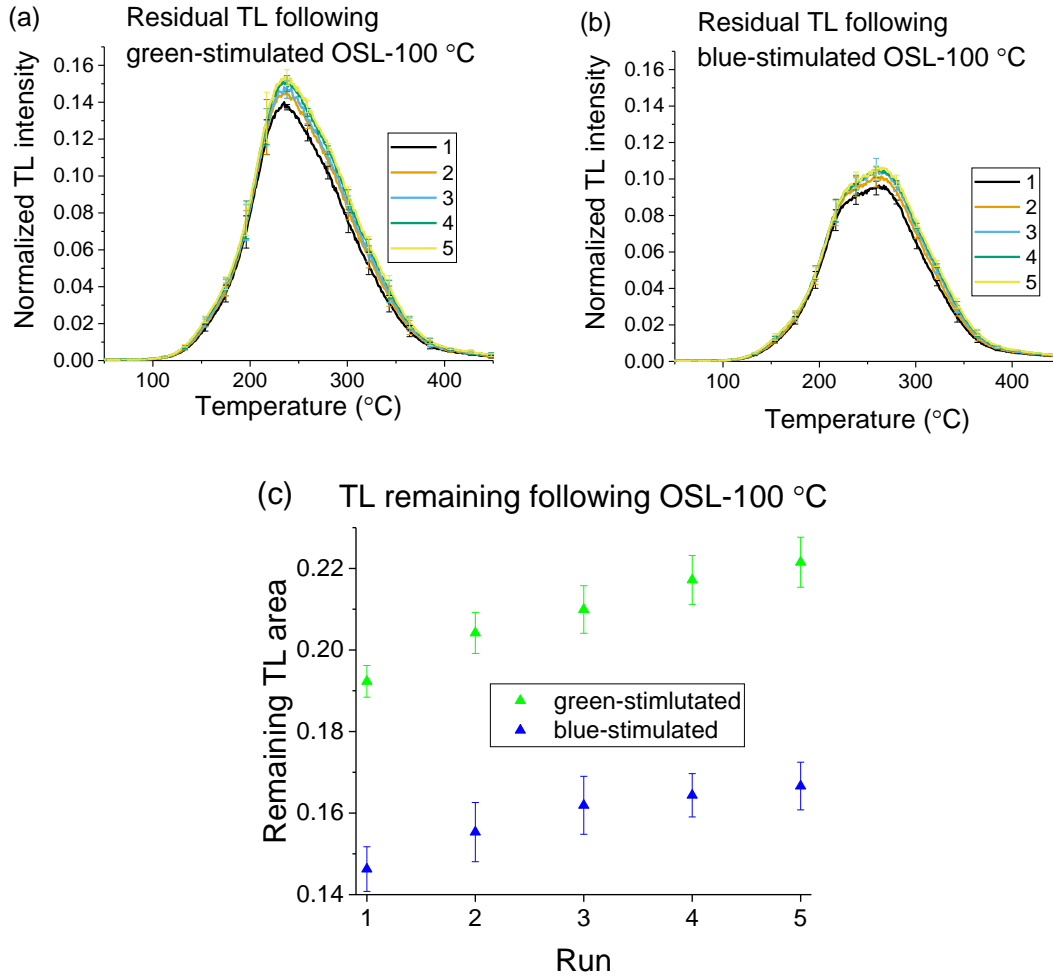 (a) Residual TL following
green-stimulated OSL-100 °C
Normalized TL intensity
0.16
0.14
0.12
0.10
0.08
0.06
0.04
0.02
0.00
1
2
3
4
5
100 200 300 400
Temperature (°C)
(b) Residual TL following
blue-stimulated OSL-100 °C
Normalized TL intensity
0.16
0.14
0.12
0.10
0.08
0.06
0.04
0.02
0.00
1
2
3
4
5
100 200 300 400
Temperature (°C)
(c) TL remaining following OSL-100 °C
Remaining TL area
0.22
0.20
0.18
0.16
0.14
green-stimlutated
blue-stimulated
1 2 3 4 5
Run